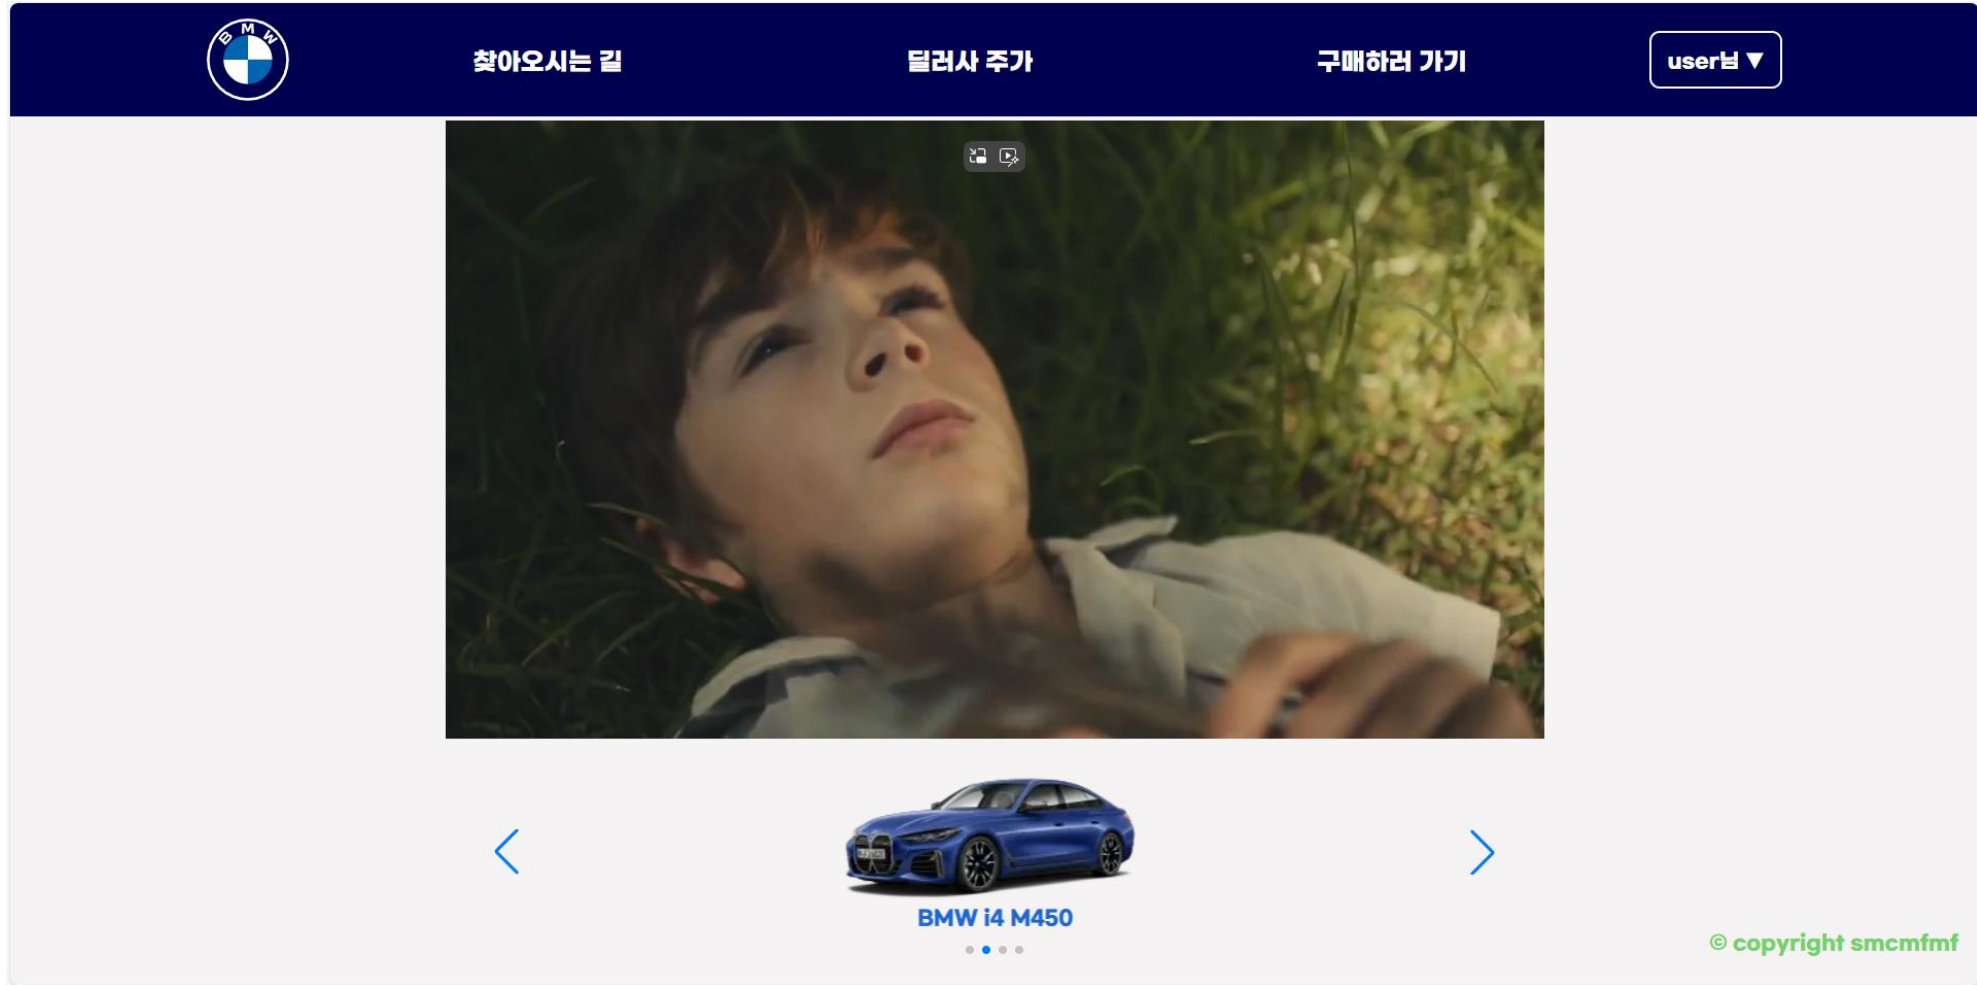 BMW
찾아오시는 길
딜러사 주가
구매하러 가기
user님 ▼
BMW i4 M450
© copyright smcmfmf